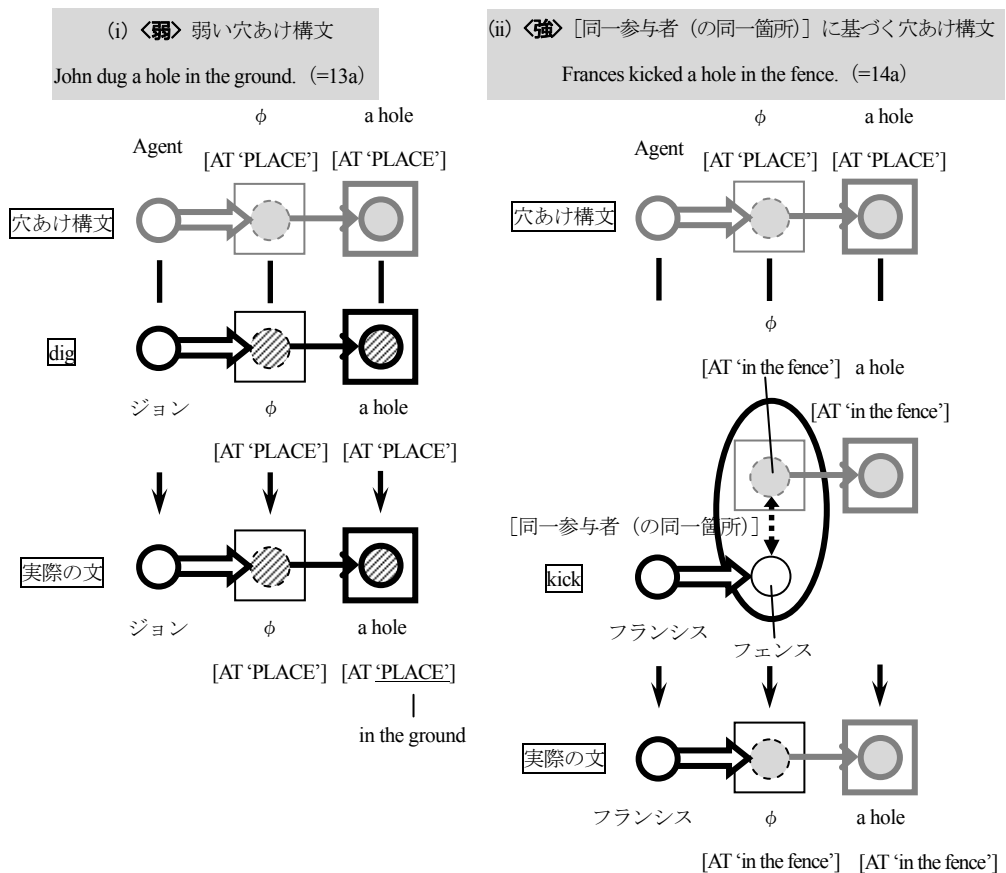 (i) 〈弱〉 弱い穴あけ構文
John dug a hole in the ground. (=13a)
φ a hole
Agent [AT ‘PLACE’] [AT ‘PLACE’]
穴あけ構文
dig
ジョン φ a hole
[AT ‘PLACE’] [AT ‘PLACE’]
実際の文
ジョン φ a hole
[AT ‘PLACE’] [AT ‘PLACE’]
in the ground
(ii) 〈強〉 [同一参与者（の同一箇所）] に基づく穴あけ構文
Frances kicked a hole in the fence. (=14a)
φ a hole
Agent [AT ‘PLACE’] [AT ‘PLACE’]
穴あけ構文
φ
[AT ‘in the fence’] a hole
[AT ‘in the fence’]
[同一参与者（の同一箇所）]
kick
フランシス フェンス
実際の文
フランシス φ a hole
[AT ‘in the fence’] [AT ‘in the fence’]